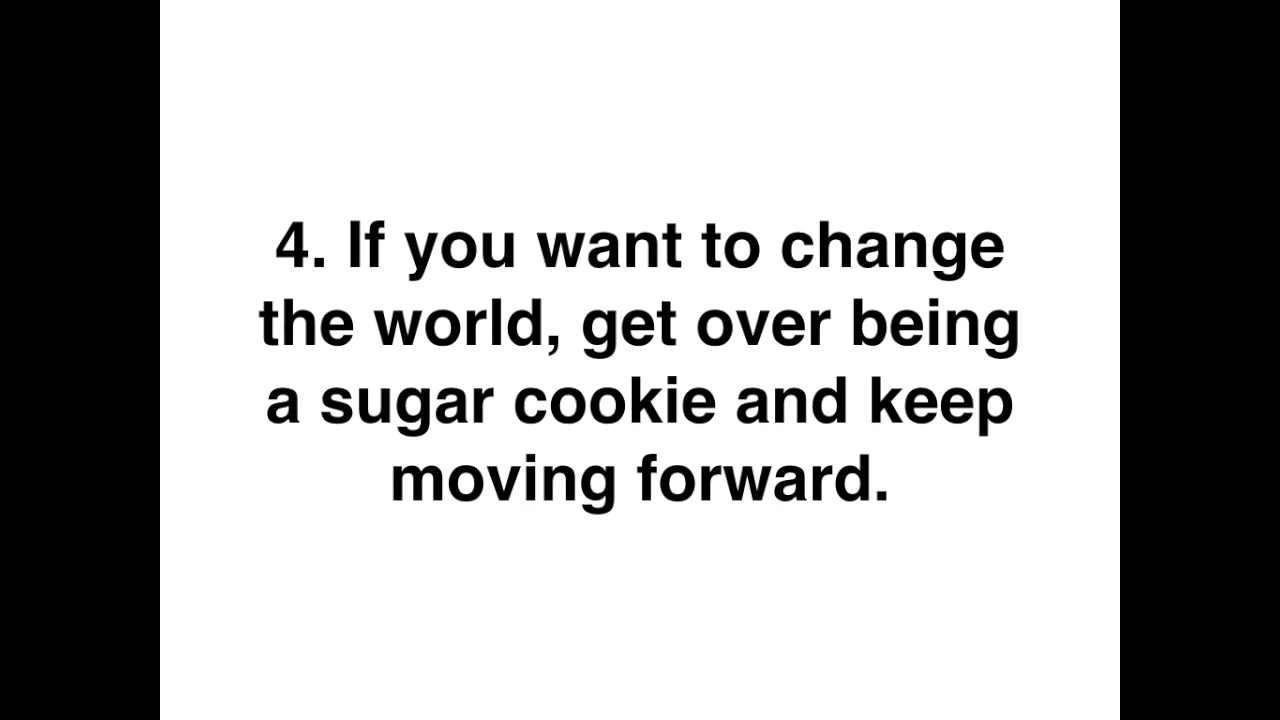 4. If you want to change
the world, get over being
a sugar cookie and keep
moving forward.